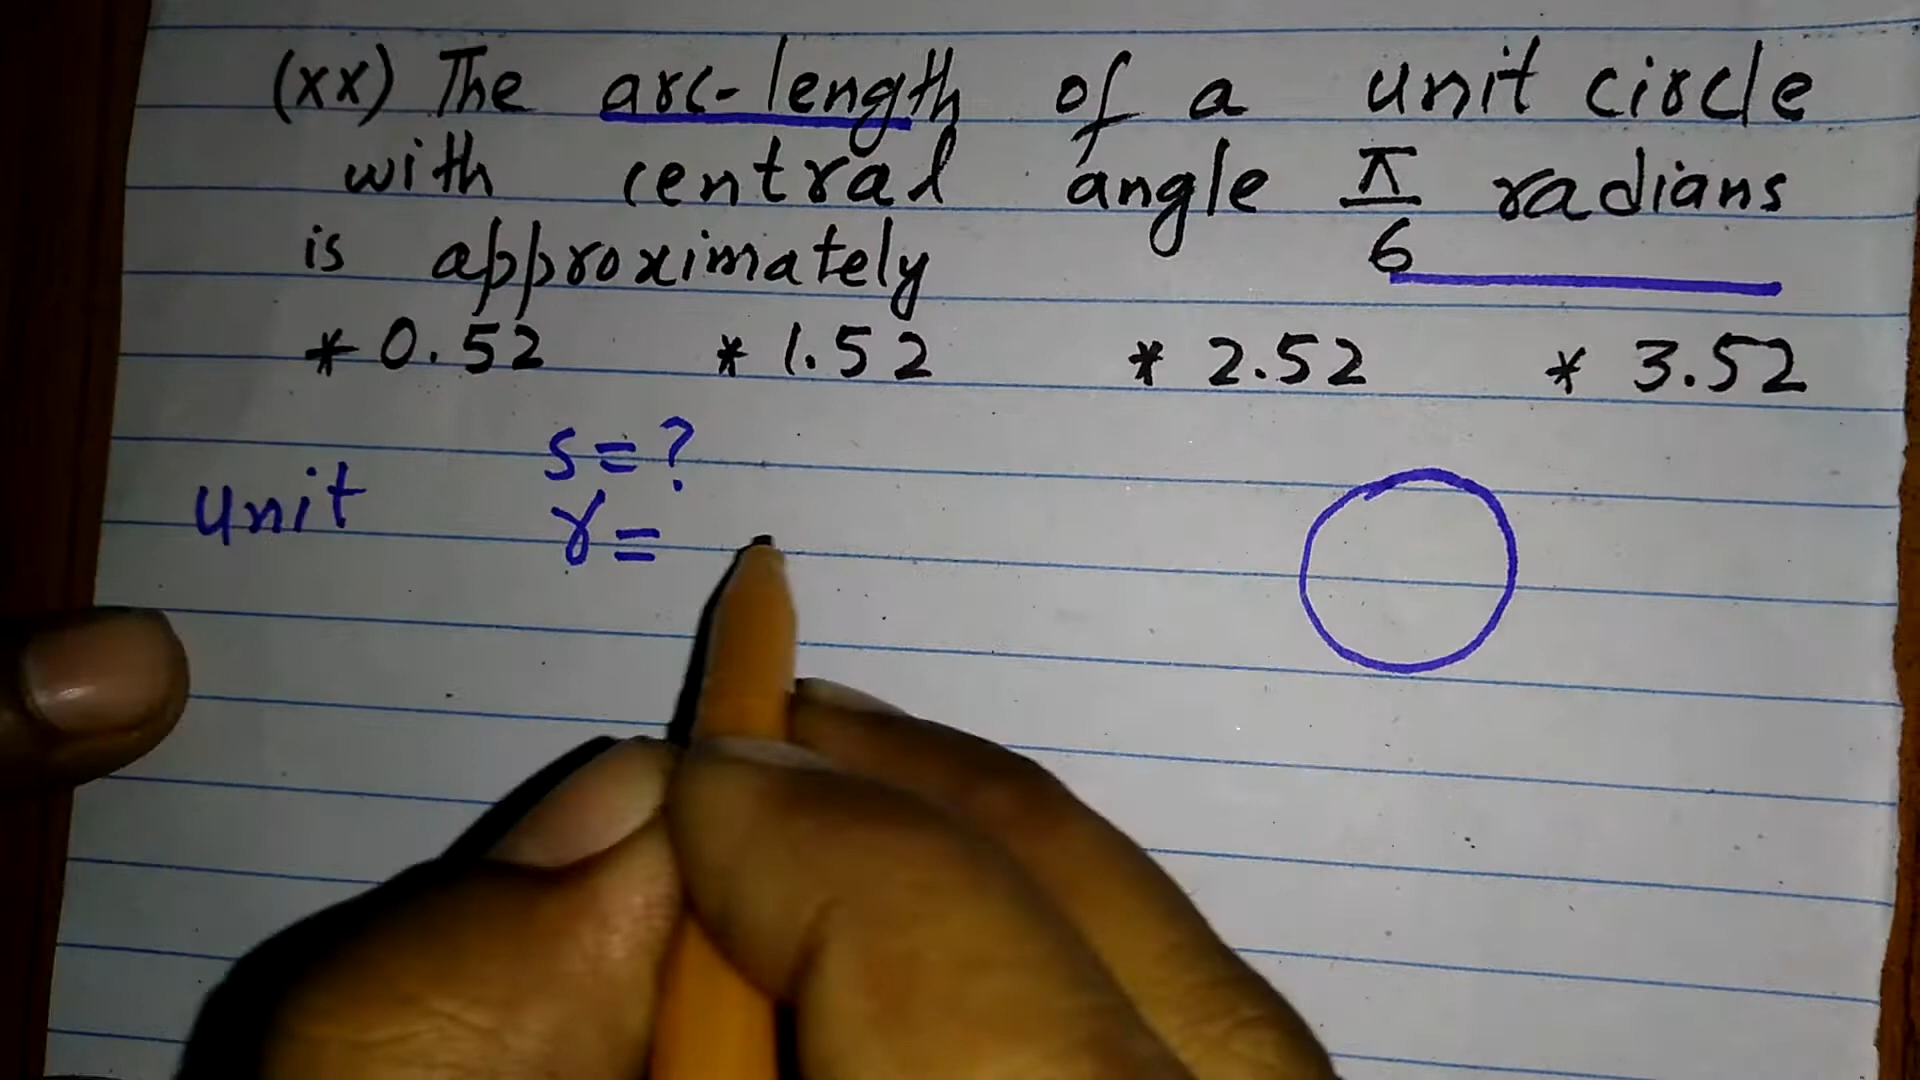 (xx) The arc-length of a unit circle
with central angle π/6 radians
is approximately
* 0.52 * 1.52 * 2.52 * 3.52
s = ?
unit r =